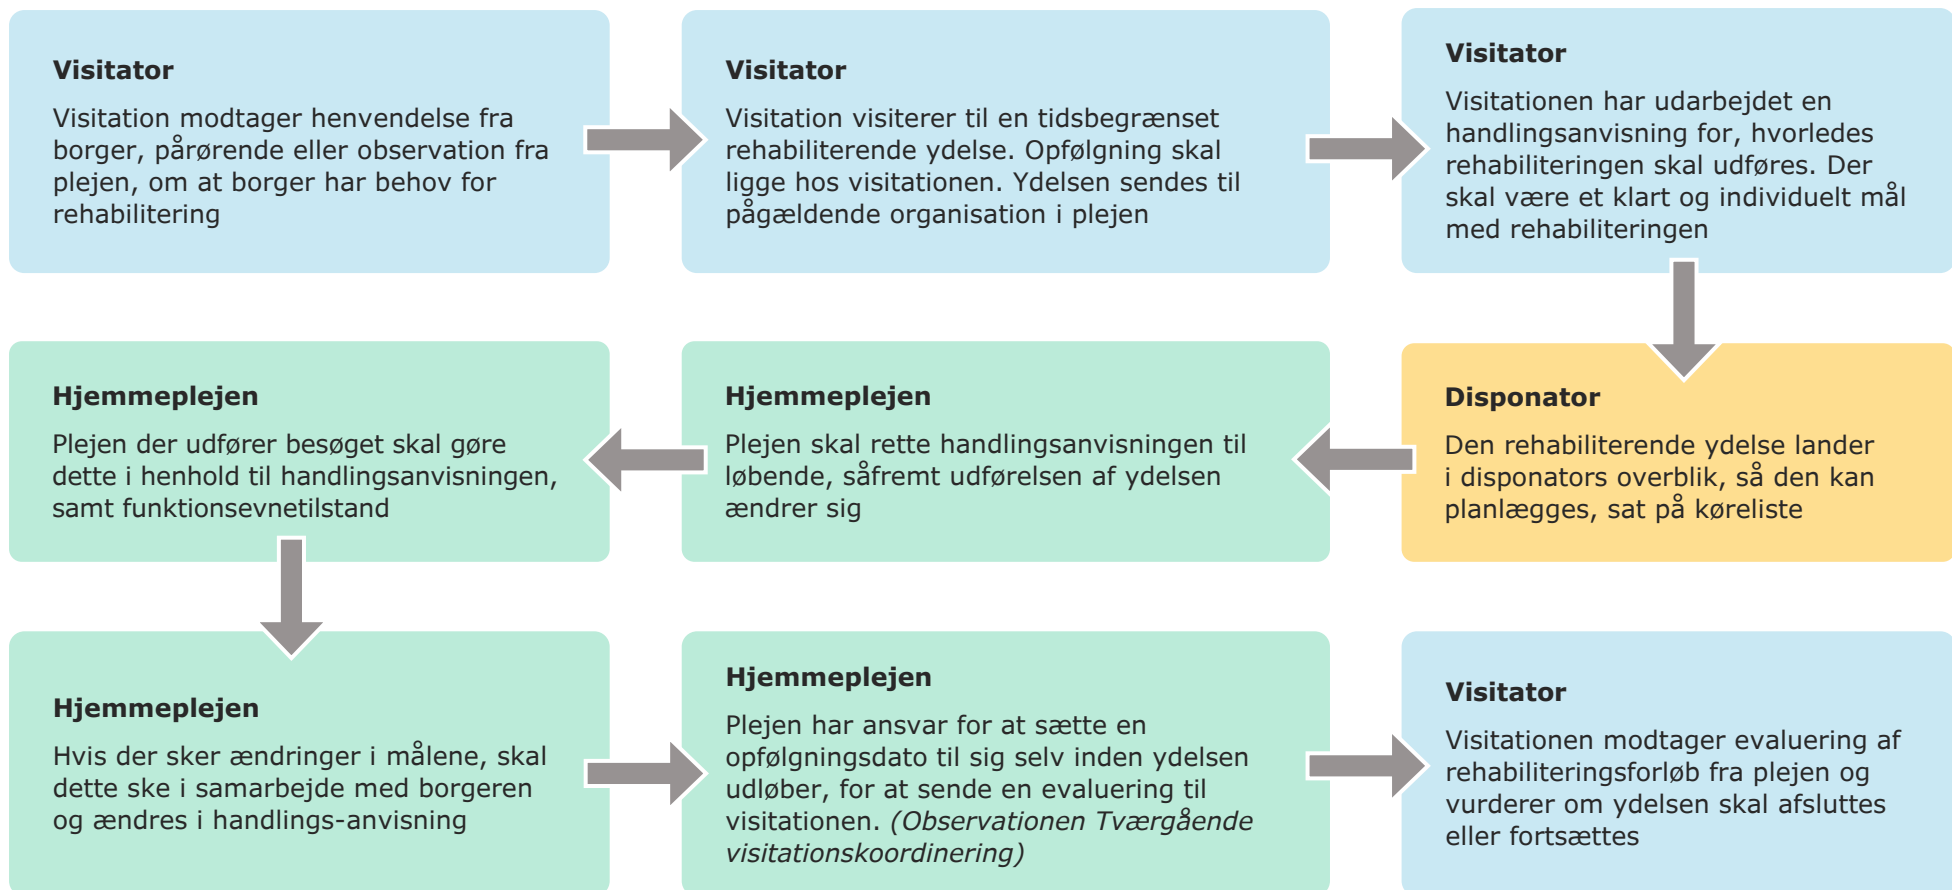 Visitator
Visitation modtager henvendelse fra
borger, pårørende eller observation fra
plejen, om at borger har behov for
rehabilitering
Visitator
Visitation visiterer til en tidsbegrænset
rehabiliterende ydelse. Opfølgning skal
ligge hos visitationen. Ydelsen sendes til
pågældende organisation i plejen
Visitator
Visitationen har udarbejdet en
handlingsanvisning for, hvorledes
rehabiliteringen skal udføres. Der
skal være et klart og individuelt mål
med rehabiliteringen
Disponator
Den rehabiliterende ydelse lander
i disponators overblik, så den kan
planlægges, sat på køreliste
Hjemmeplejen
Plejen skal rette handlingsanvisningen til
løbende, såfremt udførelsen af ydelsen
ændrer sig
Hjemmeplejen
Plejen der udfører besøget skal gøre
dette i henhold til handlingsanvisningen,
samt funktionsevnetilstand
Hjemmeplejen
Hvis der sker ændringer i målene, skal
dette ske i samarbejde med borgeren
og ændres i handlings-anvisning
Hjemmeplejen
Plejen har ansvar for at sætte en
opfølgningsdato til sig selv inden ydelsen
udløber, for at sende en evaluering til
visitationen. (Observationen Tværgående
visitationskoordinering)
Visitator
Visitationen modtager evaluering af
rehabiliteringsforløb fra plejen og
vurderer om ydelsen skal afsluttes
eller fortsættes